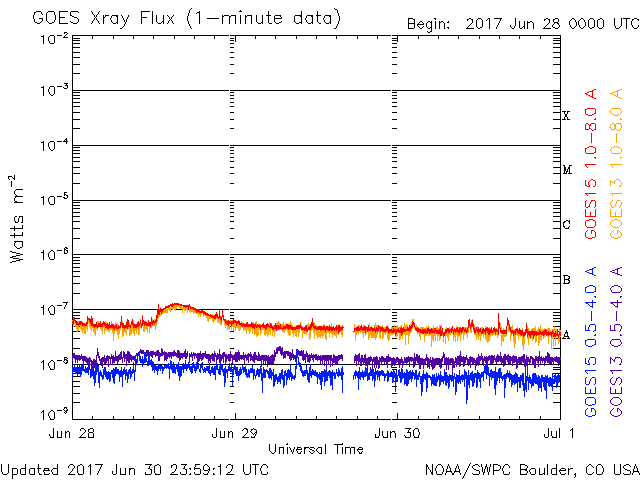 GOES Xray Flux (1-minute data)
Begin: 2017 Jun 28 0000 UTC
10⁻²
10⁻³
10⁻⁴
10⁻⁵
10⁻⁶
10⁻⁷
10⁻⁸
10⁻⁹
Watts m⁻²
X
M
C
B
A
GOES15 1.0-8.0 A
GOES13 1.0-8.0 A
GOES15 0.5-4.0 A
GOES13 0.5-4.0 A
Jun 28
Jun 29
Jun 30
Jul 1
Universal Time
Updated 2017 Jun 30 23:59:12 UTC
NOAA/SWPC Boulder, CO USA